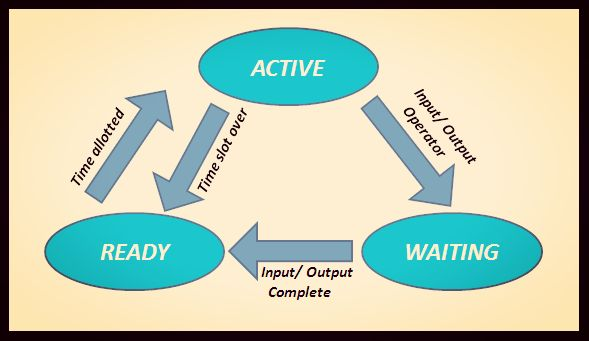 ACTIVE
Time allotted
Time slot over
Input/ Output
Operator
READY
WAITING
Input/ Output
Complete